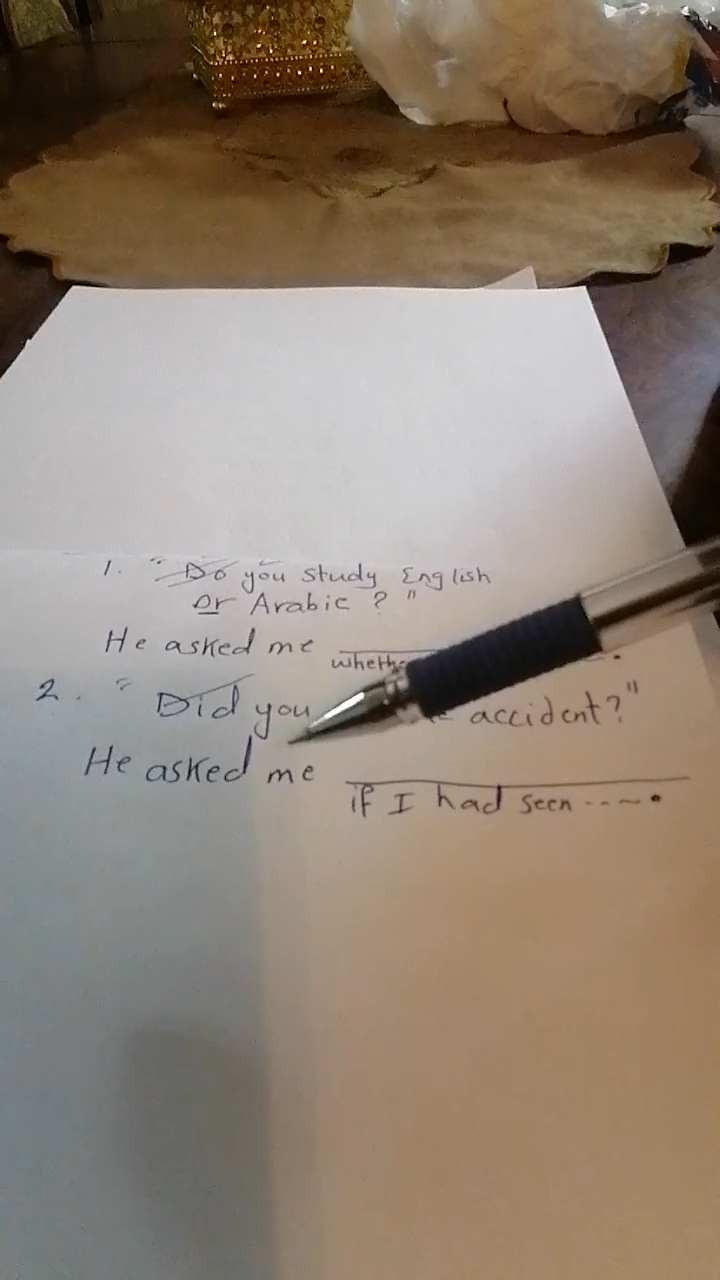 1. "Do you study English
or Arabic ?"
He asked me
.
2. "Did you accident?"
He asked me
if I had seen ----.